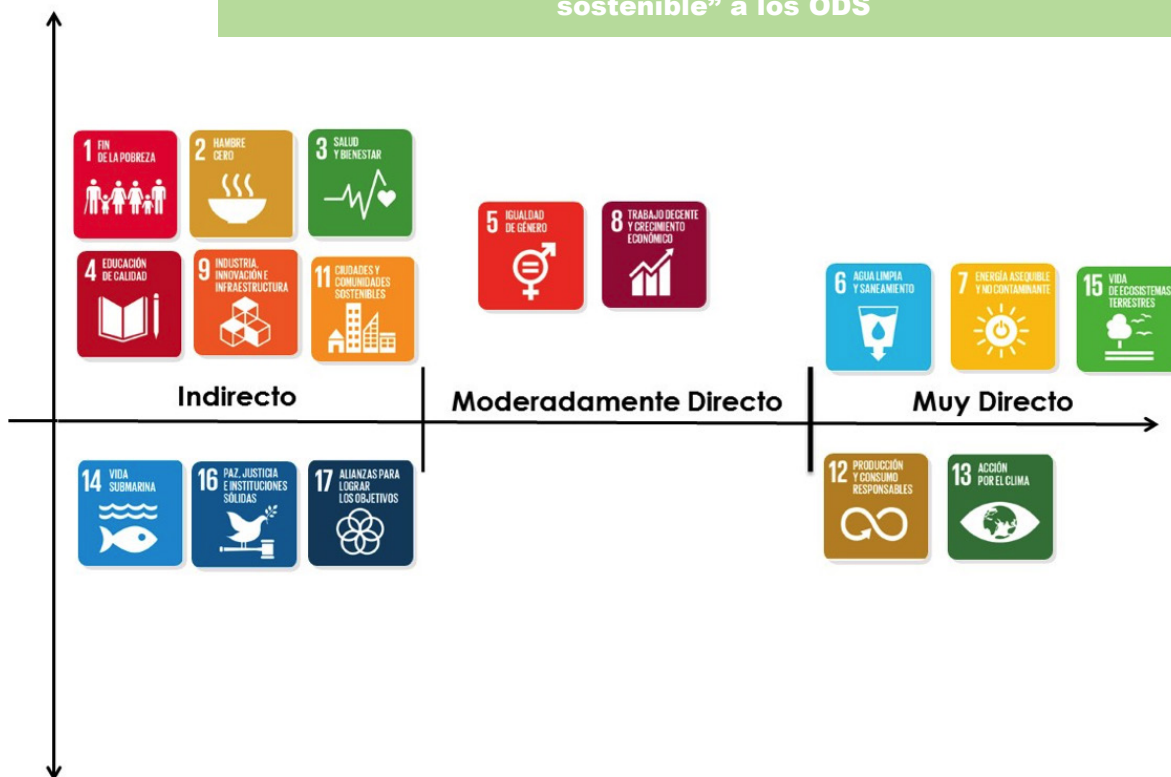 sostenible” a los ODS
1 FIN
DE LA POBREZA
2 HAMBRE
CERO
3 SALUD
Y BIENESTAR
4 EDUCACIÓN
DE CALIDAD
9 INDUSTRIA,
INNOVACIÓN E
INFRAESTRUCTURA
11 CIUDADES Y
COMUNIDADES
SOSTENIBLES
5 IGUALDAD
DE GÉNERO
8 TRABAJO DECENTE
Y CRECIMIENTO
ECONÓMICO
6 AGUA LIMPIA
Y SANEAMIENTO
7 ENERGÍA ASEQUIBLE
Y NO CONTAMINANTE
15 VIDA
DE ECOSISTEMAS
TERRESTRES
Indirecto
Moderadamente Directo
Muy Directo
14 VIDA
SUBMARINA
16 PAZ, JUSTICIA
E INSTITUCIONES
SÓLIDAS
17 ALIANZAS PARA
LOGRAR
LOS OBJETIVOS
12 PRODUCCIÓN
Y CONSUMO
RESPONSABLES
13 ACCIÓN
POR EL CLIMA